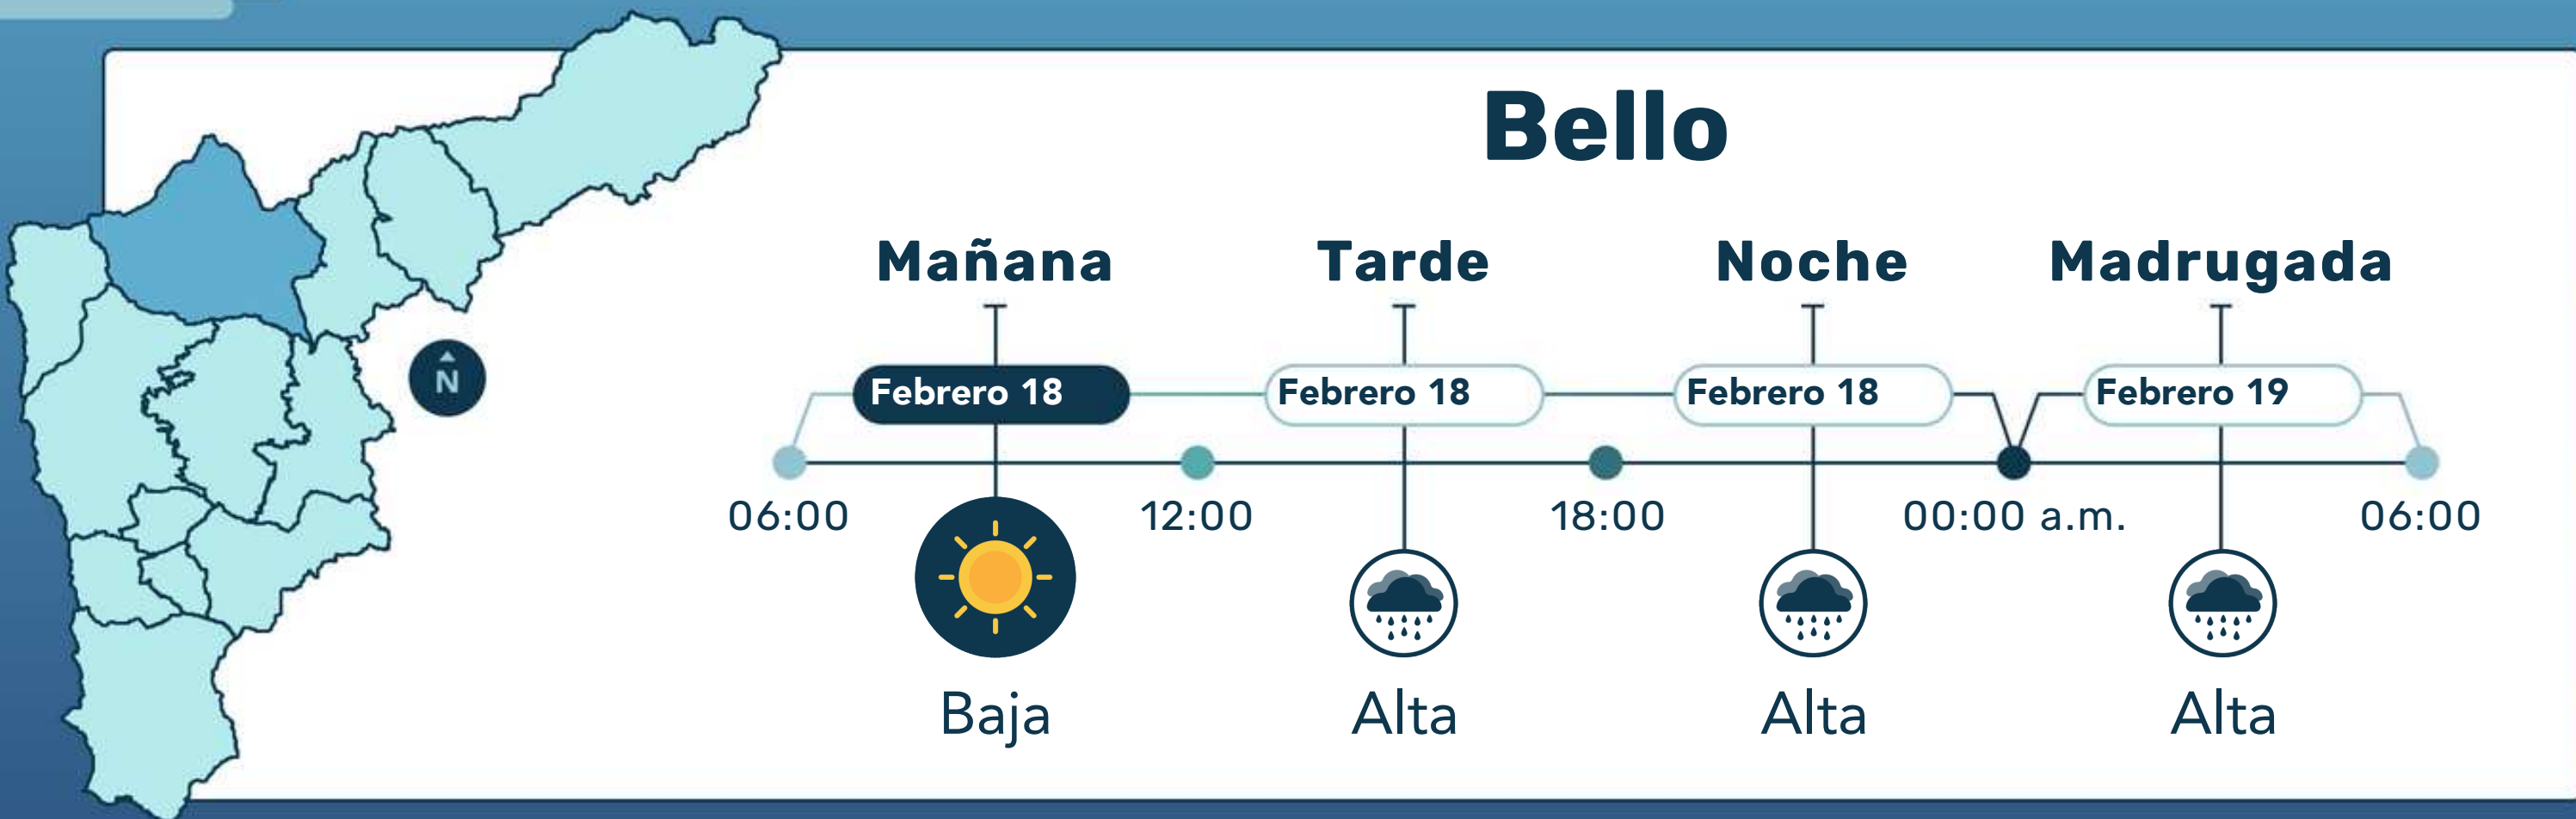 Bello
Mañana Tarde Noche Madrugada
Febrero 18 Febrero 18 Febrero 18 Febrero 19
N
06:00 12:00 18:00 00:00 a.m. 06:00
Baja Alta Alta Alta